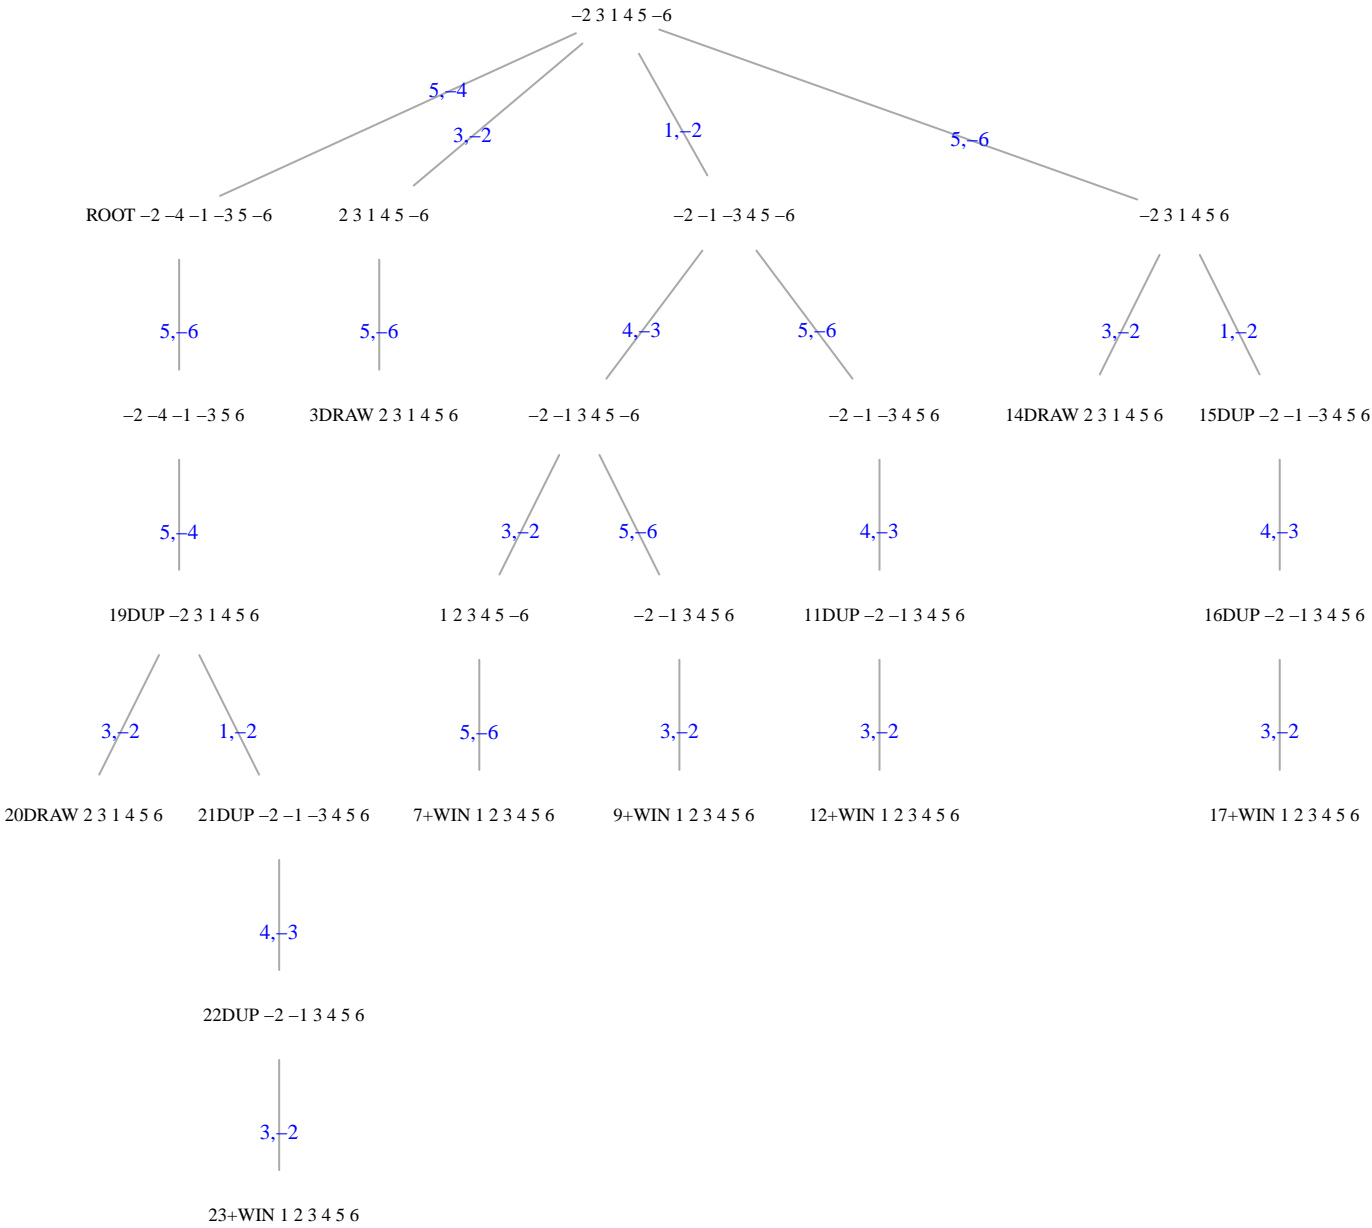 −2 3 1 4 5 −6
5,−4
3,−2
1,−2
5,−6
ROOT −2 −4 −1 −3 5 −6
2 3 1 4 5 −6
−2 −1 −3 4 5 −6
−2 3 1 4 5 6
5,−6
5,−6
4,−3
5,−6
3,−2
1,−2
−2 −4 −1 −3 5 6
3DRAW 2 3 1 4 5 6
−2 −1 3 4 5 −6
−2 −1 −3 4 5 6
14DRAW 2 3 1 4 5 6
15DUP −2 −1 −3 4 5 6
5,−4
3,−2
5,−6
4,−3
4,−3
19DUP −2 3 1 4 5 6
1 2 3 4 5 −6
−2 −1 3 4 5 6
11DUP −2 −1 3 4 5 6
16DUP −2 −1 3 4 5 6
3,−2
1,−2
5,−6
3,−2
3,−2
3,−2
20DRAW 2 3 1 4 5 6
21DUP −2 −1 −3 4 5 6
7+WIN 1 2 3 4 5 6
9+WIN 1 2 3 4 5 6
12+WIN 1 2 3 4 5 6
17+WIN 1 2 3 4 5 6
4,−3
22DUP −2 −1 3 4 5 6
3,−2
23+WIN 1 2 3 4 5 6